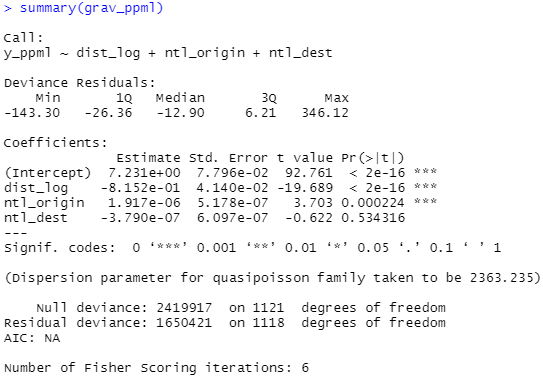 > summary(grav_ppml)
Call:
y_ppml ~ dist_log + ntl_origin + ntl_dest
Deviance Residuals:
    Min       1Q   Median       3Q      Max
-143.30   -26.36   -12.90     6.21   346.12
Coefficients:
              Estimate Std. Error t value Pr(>|t|)
(Intercept)  7.231e+00  7.796e-02  92.761  < 2e-16 ***
dist_log    -8.152e-01  4.140e-02 -19.689  < 2e-16 ***
ntl_origin   1.917e-06  5.178e-07   3.703 0.000224 ***
ntl_dest    -3.790e-07  6.097e-07  -0.622 0.534316
---
Signif. codes:  0 ‘***’ 0.001 ‘**’ 0.01 ‘*’ 0.05 ‘.’ 0.1 ‘ ’ 1
(Dispersion parameter for quasipoisson family taken to be 2363.235)
    Null deviance: 2419917  on 1121  degrees of freedom
Residual deviance: 1650421  on 1118  degrees of freedom
AIC: NA
Number of Fisher Scoring iterations: 6